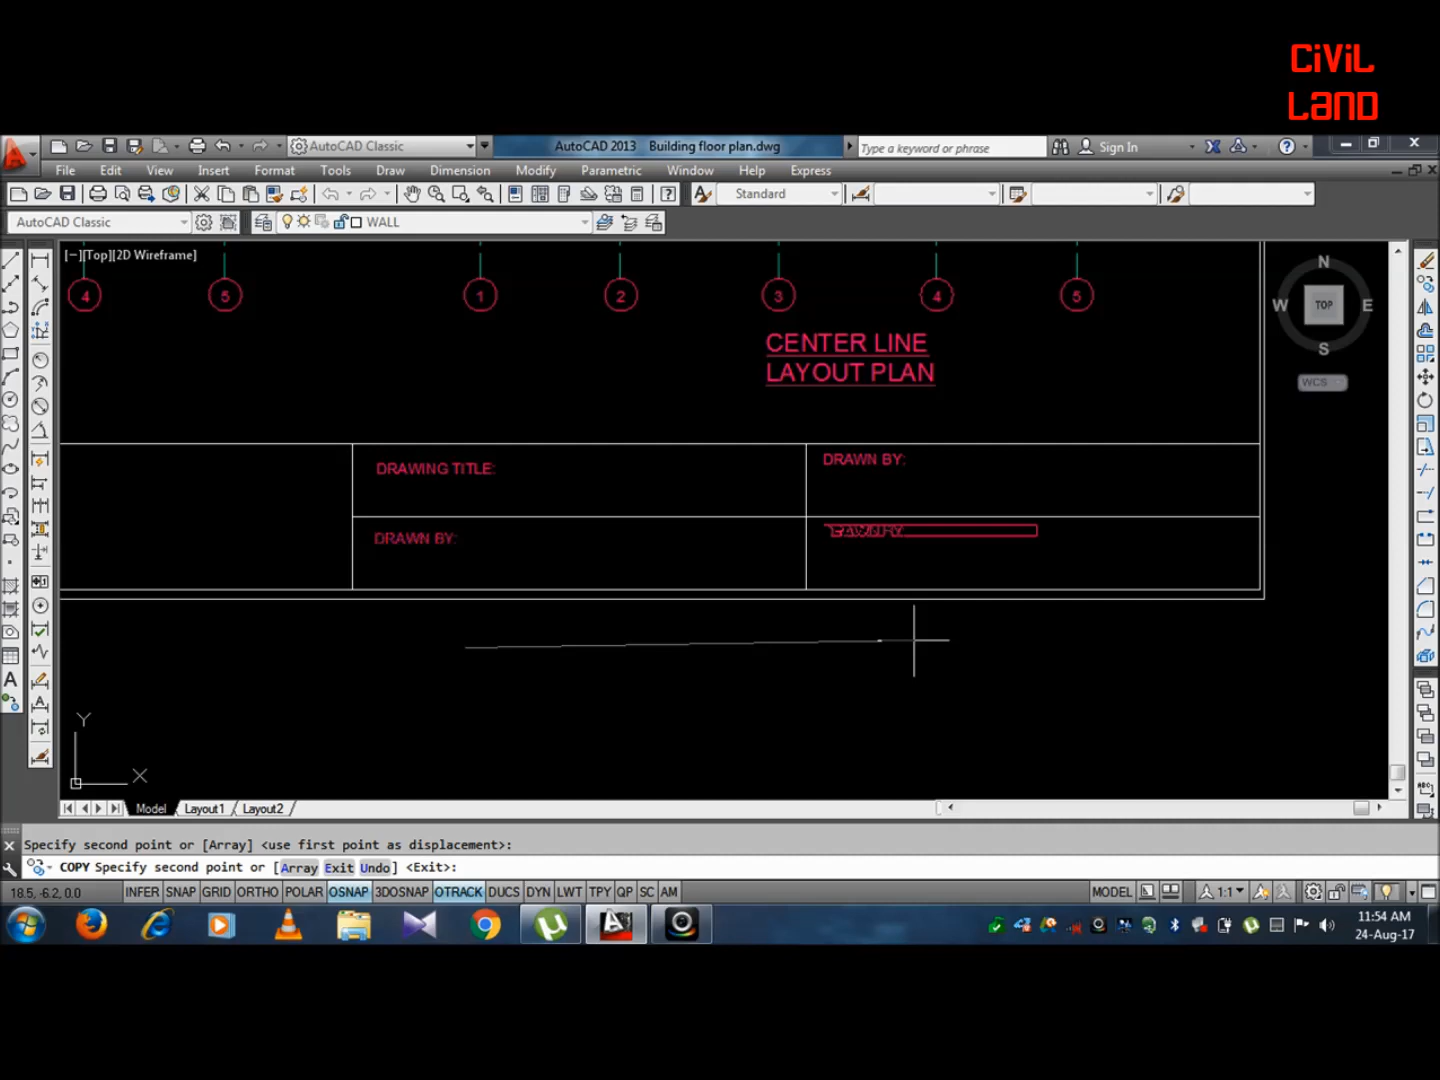 CiViL
Land
AutoCAD Classic
AutoCAD 2013 Building floor plan.dwg
Type a keyword or phrase
Sign In
File Edit View Insert Format Tools Draw Dimension Modify Parametric Window Help Express
Standard
AutoCAD Classic
WALL
[−][Top][2D Wireframe]
4 5 1 2 3 4 5
N
W TOP E
S
WCS
CENTER LINE
LAYOUT PLAN
DRAWING TITLE:
DRAWN BY:
DRAWN BY:
Y
X
Model Layout1 Layout2
Specify second point or [Array] <use first point as displacement>:
COPY Specify second point or [Array Exit Undo] <Exit>:
18.5, -6.2, 0.0 INFER SNAP GRID ORTHO POLAR OSNAP 3DOSNAP OTRACK DUCS DYN LWT TPY QP SC AM MODEL 1:1
11:54 AM
24-Aug-17